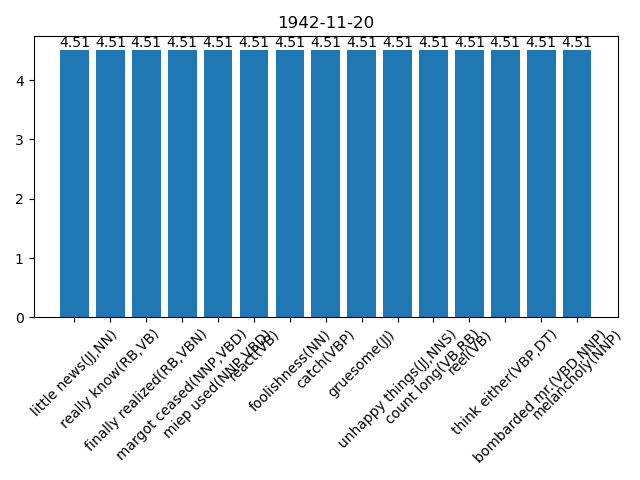 1942-11-20
4.51 4.51 4.51 4.51 4.51 4.51 4.51 4.51 4.51 4.51 4.51 4.51 4.51 4.51 4.51
4
3
2
1
0
little news(JJ,NN)
really know(RB,VB)
finally realized(RB,VBN)
margot ceased(NNP,VBD)
miep used(NNP,VBD)
react(VB)
foolishness(NN)
catch(VBP)
gruesome(JJ)
unhappy things(JJ,NNS)
count long(VB,RB)
reel(VB)
think either(VBP,DT)
bombarded mr.(VBD,NNP)
melancholy(NNP)